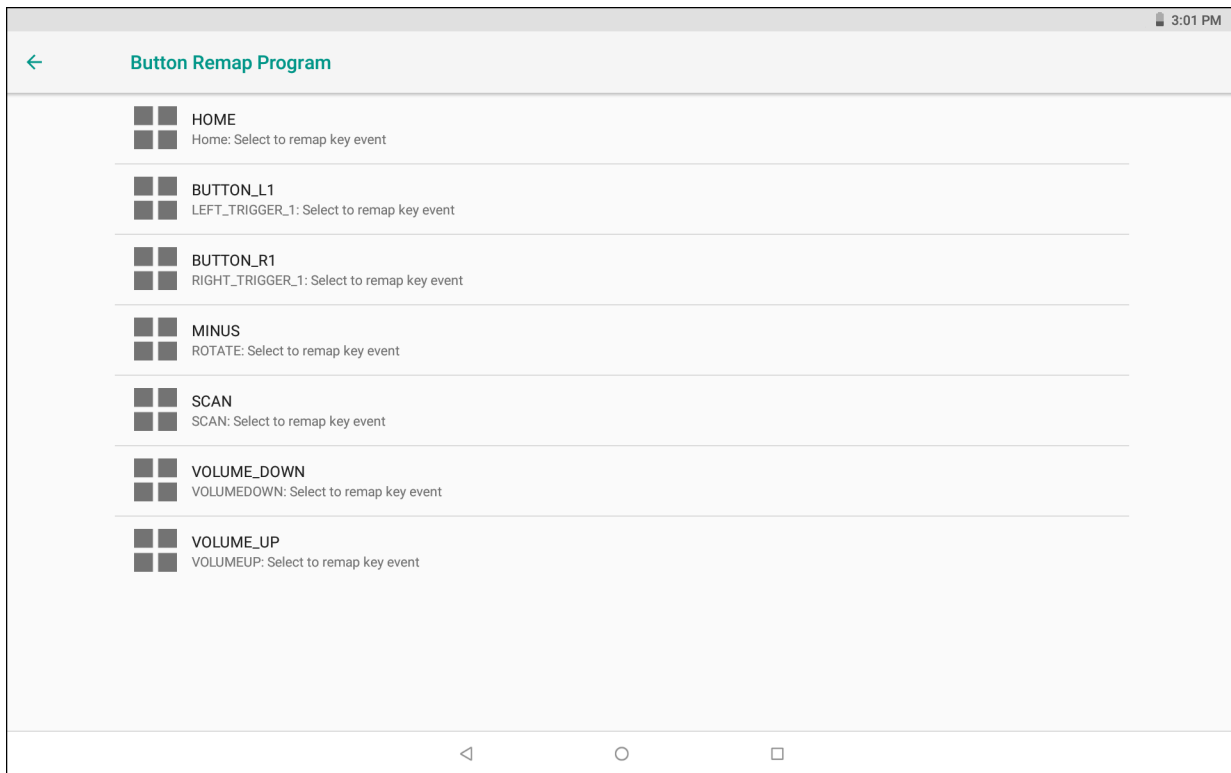 3:01 PM
Button Remap Program
HOME
Home: Select to remap key event
BUTTON_L1
LEFT_TRIGGER_1: Select to remap key event
BUTTON_R1
RIGHT_TRIGGER_1: Select to remap key event
MINUS
ROTATE: Select to remap key event
SCAN
SCAN: Select to remap key event
VOLUME_DOWN
VOLUMEDOWN: Select to remap key event
VOLUME_UP
VOLUMEUP: Select to remap key event